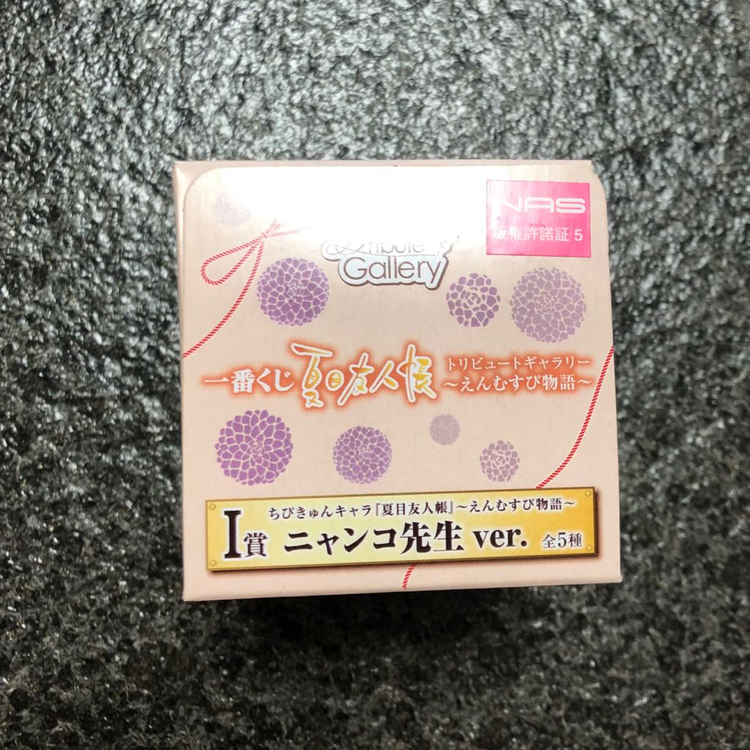 NAS
版権許諾証/5
Tribute
Gallery
一番くじ 夏目友人帳
トリビュートギャラリー
～えんむすび物語～
ちびきゅんキャラ『夏目友人帳』～えんむすび物語～
I賞 ニャンコ先生 ver. 全5種